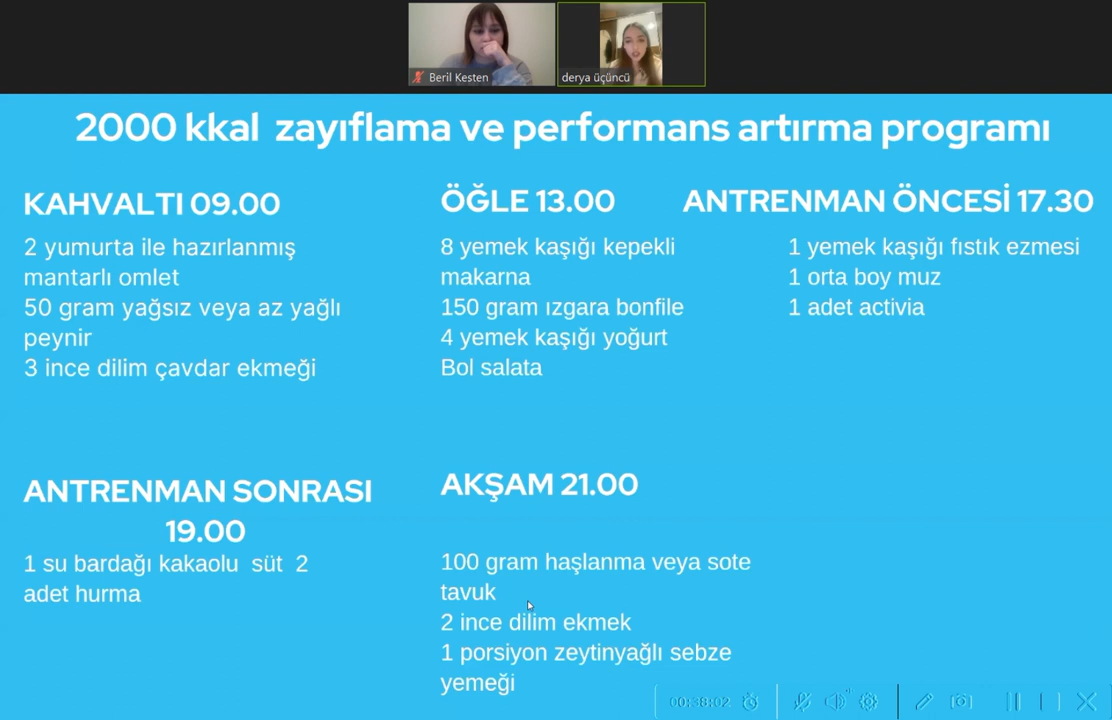 Beril Kesten
derya üçüncü
2000 kkal zayıflama ve performans artırma programı
KAHVALTI 09.00
2 yumurta ile hazırlanmış
mantarlı omlet
50 gram yağsız veya az yağlı
peynir
3 ince dilim çavdar ekmeği
ÖĞLE 13.00
8 yemek kaşığı kepekli
makarna
150 gram ızgara bonfile
4 yemek kaşığı yoğurt
Bol salata
ANTRENMAN ÖNCESİ 17.30
1 yemek kaşığı fıstık ezmesi
1 orta boy muz
1 adet activia
ANTRENMAN SONRASI
19.00
1 su bardağı kakaolu süt 2
adet hurma
AKŞAM 21.00
100 gram haşlanma veya sote
tavuk
2 ince dilim ekmek
1 porsiyon zeytinyağlı sebze
yemeği
00:38:02